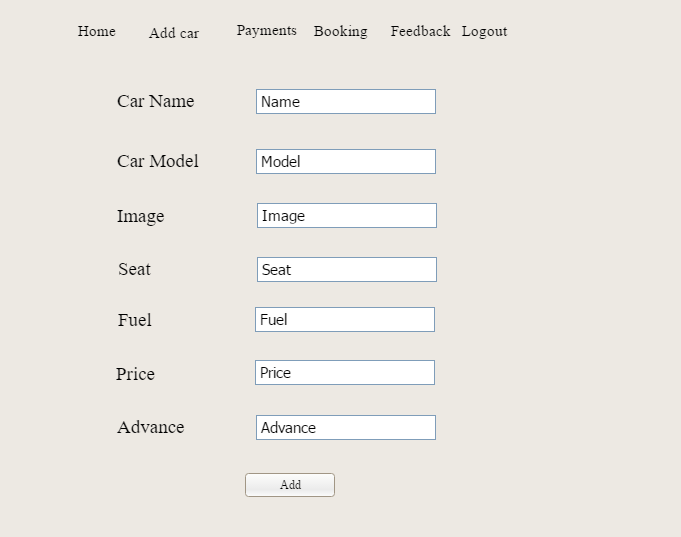 Home Add car Payments Booking Feedback Logout
Car Name Name
Car Model Model
Image Image
Seat Seat
Fuel Fuel
Price Price
Advance Advance
Add